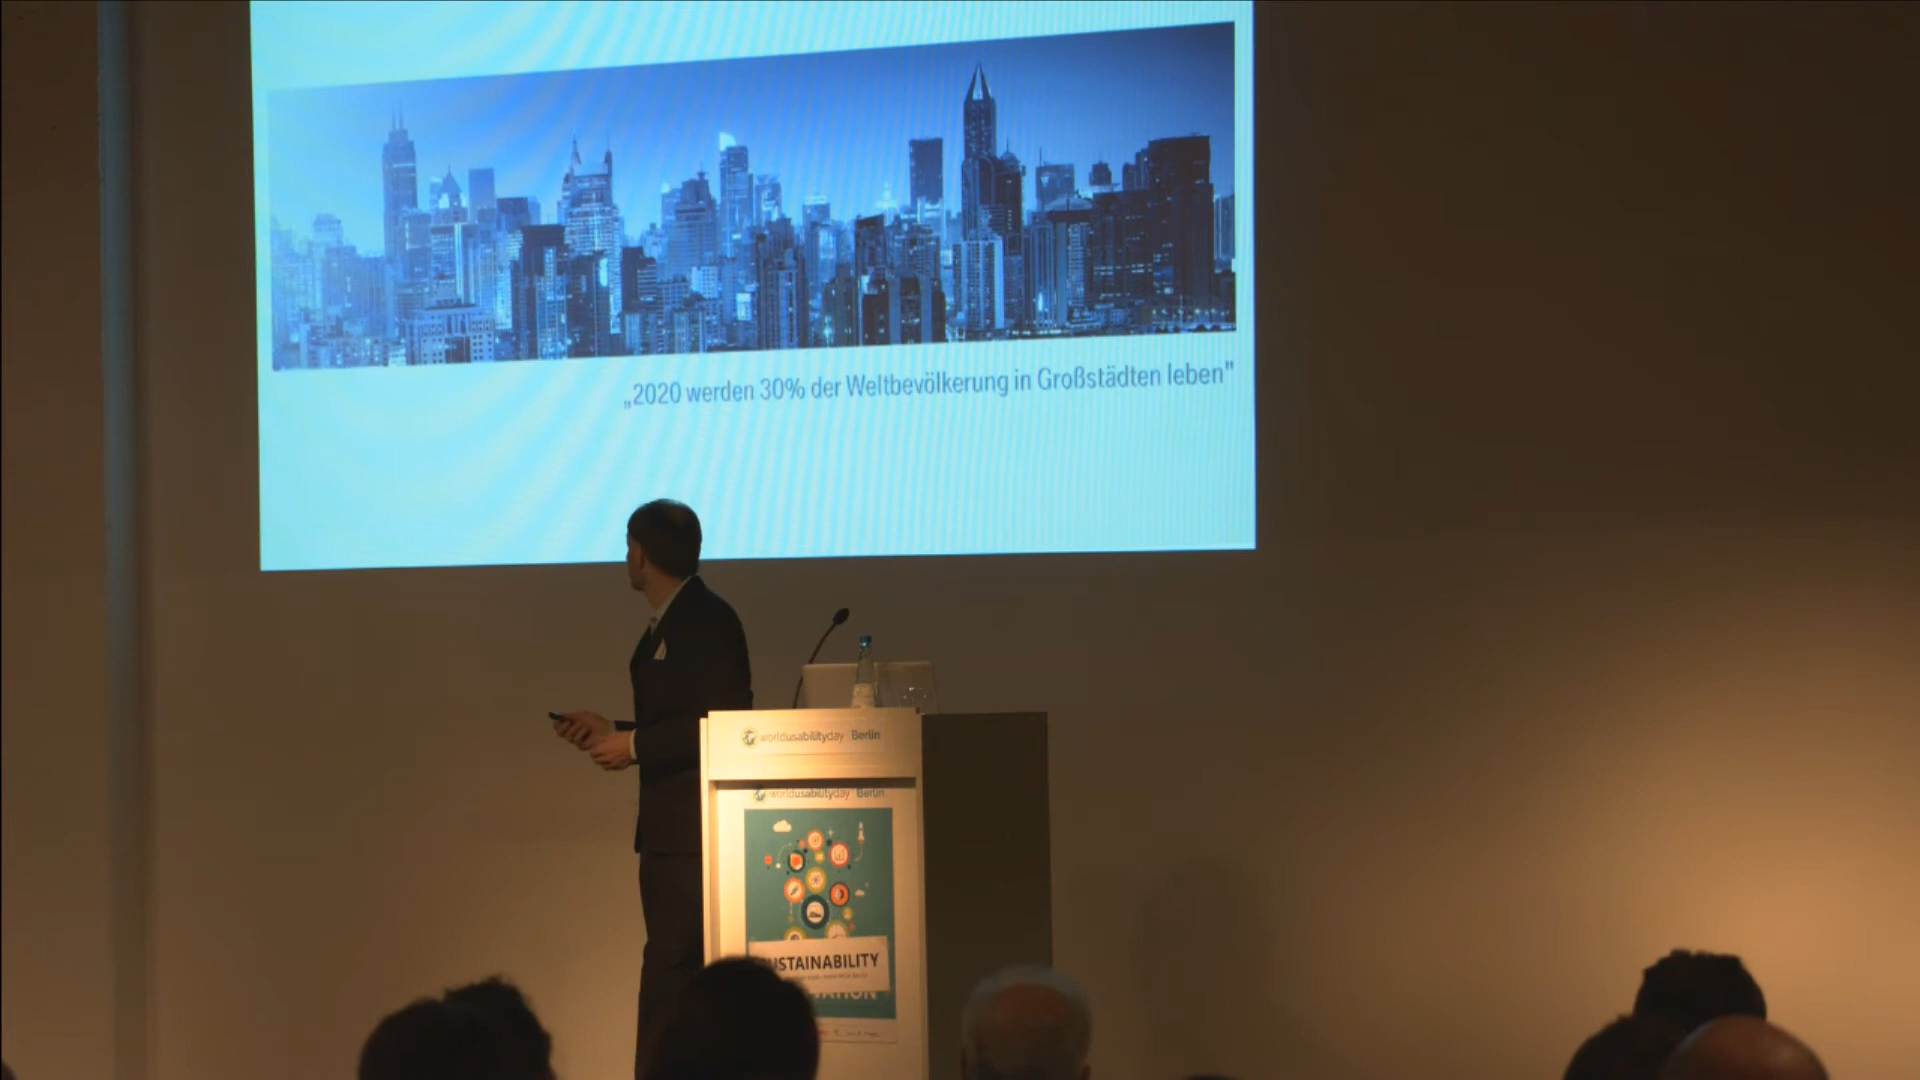 „2020 werden 30% der Weltbevölkerung in Großstädten leben"
worldusabilityday Berlin
worldusabilityday Berlin
USTAINABILITY